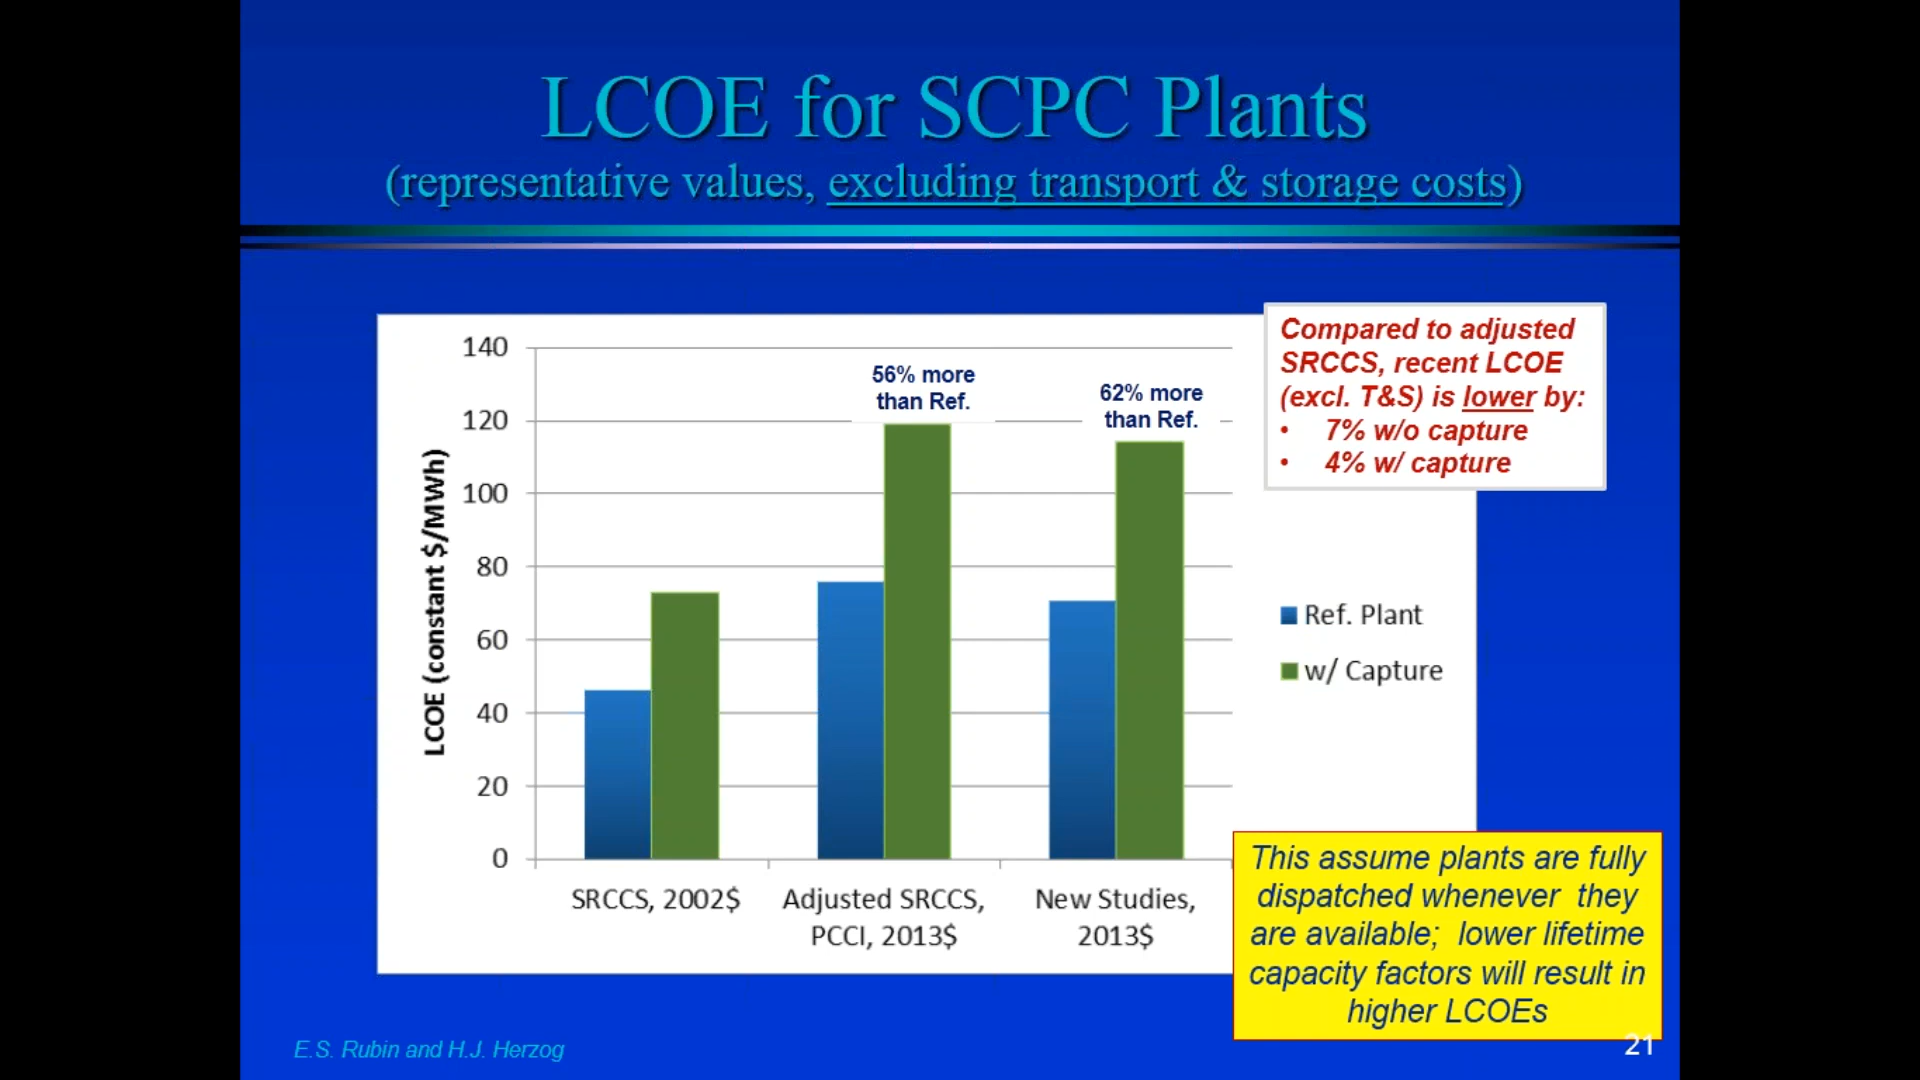 LCOE for SCPC Plants
(representative values, excluding transport & storage costs)
140
120
100
80
60
40
20
0
LCOE (constant $/MWh)
56% more
than Ref.
62% more
than Ref.
SRCCS, 2002$
Adjusted SRCCS,
PCCI, 2013$
New Studies,
2013$
Compared to adjusted
SRCCS, recent LCOE
(excl. T&S) is lower by:
• 7% w/o capture
• 4% w/ capture
Ref. Plant
w/ Capture
This assume plants are fully
dispatched whenever they
are available; lower lifetime
capacity factors will result in
higher LCOEs
E.S. Rubin and H.J. Herzog
21